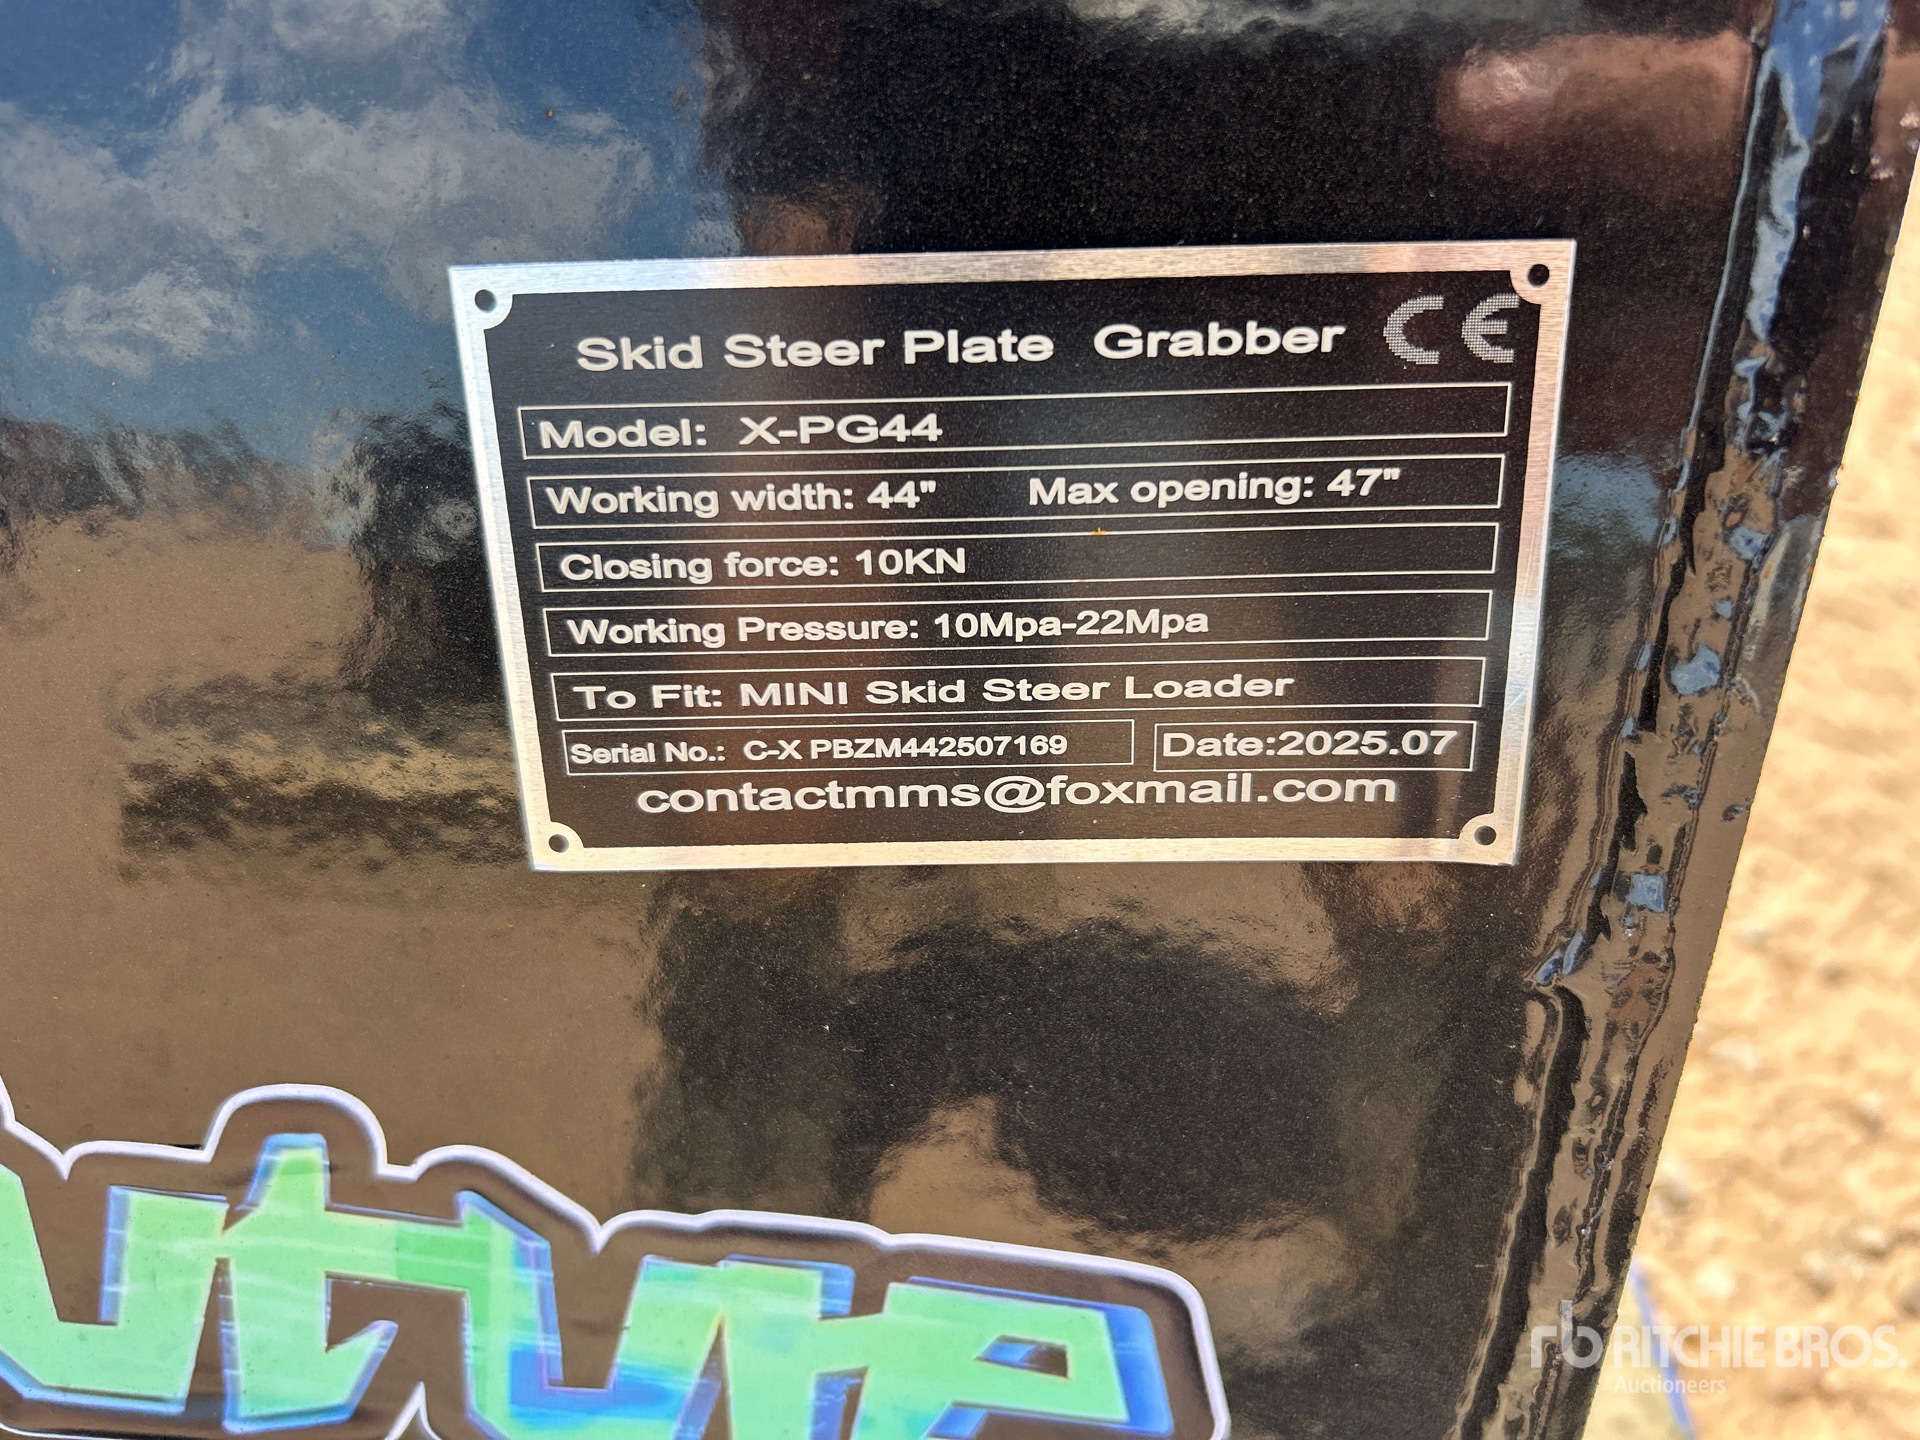 Skid Steer Plate Grabber CE
Model: X-PG44
Working width: 44" Max opening: 47"
Closing force: 10KN
Working Pressure: 10Mpa-22Mpa
To Fit: MINI Skid Steer Loader
Serial No.: C-X PBZM442507169 Date:2025.07
contactmms@foxmail.com
rb RITCHIE BROS.
Auctioneers